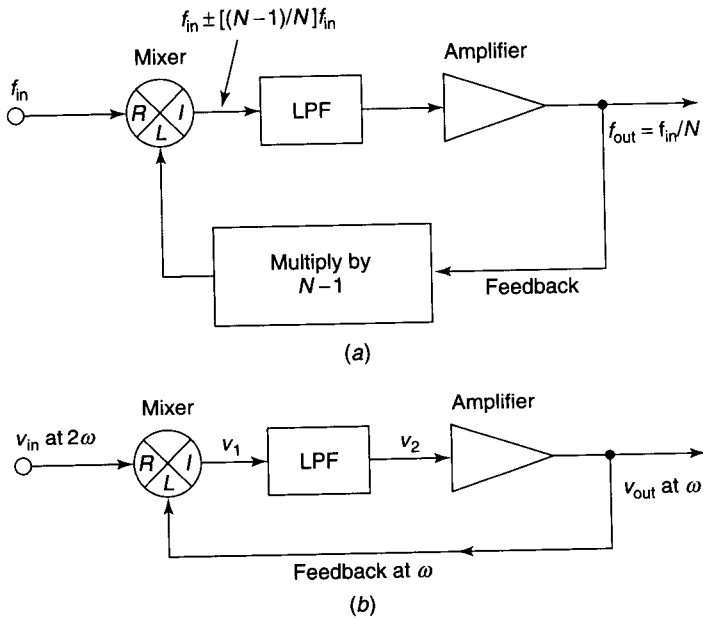 f_in ± [(N−1)/N]f_in
Mixer
Amplifier
f_in
R
I
L
LPF
f_out = f_in/N
Multiply by
N−1
Feedback
(a)
Mixer
Amplifier
v_in at 2ω
R
I
L
v_1
LPF
v_2
v_out at ω
Feedback at ω
(b)